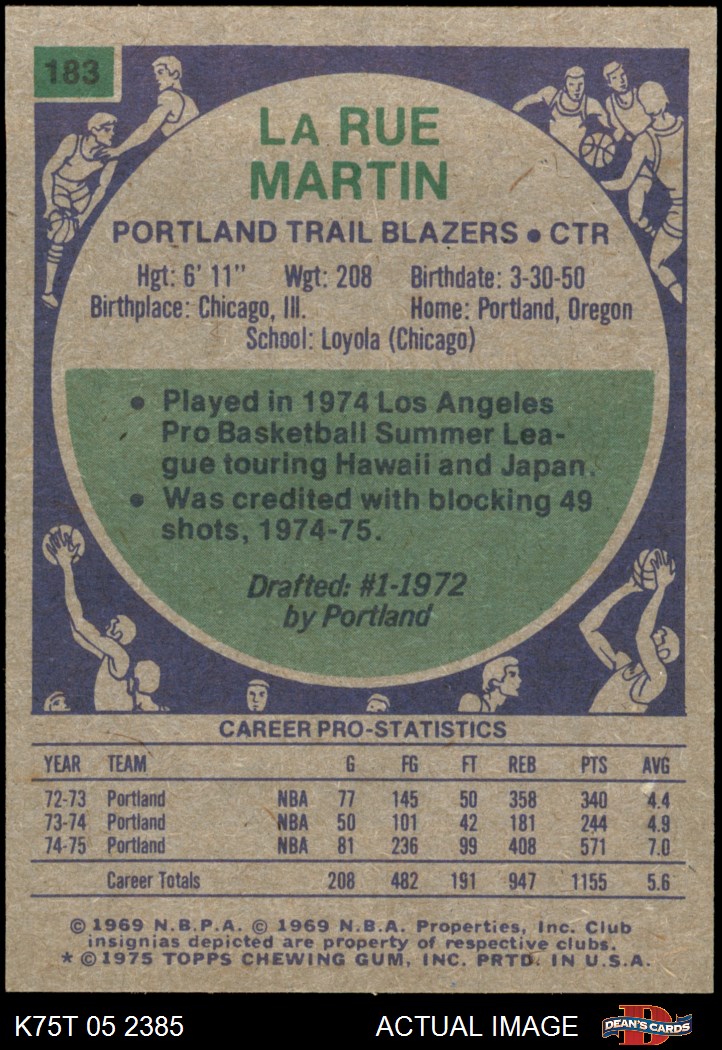 183
LA RUE
MARTIN
PORTLAND TRAIL BLAZERS • CTR
Hgt: 6' 11" Wgt: 208 Birthdate: 3-30-50
Birthplace: Chicago, Ill. Home: Portland, Oregon
School: Loyola (Chicago)
• Played in 1974 Los Angeles
Pro Basketball Summer Lea-
gue touring Hawaii and Japan.
• Was credited with blocking 49
shots, 1974-75.
Drafted: #1-1972
by Portland
CAREER PRO-STATISTICS
YEAR TEAM G FG FT REB PTS AVG
72-73 Portland NBA 77 145 50 358 340 4.4
73-74 Portland NBA 50 101 42 181 244 4.9
74-75 Portland NBA 81 236 99 408 571 7.0
Career Totals 208 482 191 947 1155 5.6
© 1969 N.B.P.A. © 1969 N.B.A. Properties, Inc. Club
insignias depicted are property of respective clubs.
* © 1975 TOPPS CHEWING GUM, INC. PRTD. IN U.S.A.
K75T 05 2385 ACTUAL IMAGE D DEAN'S CARDS